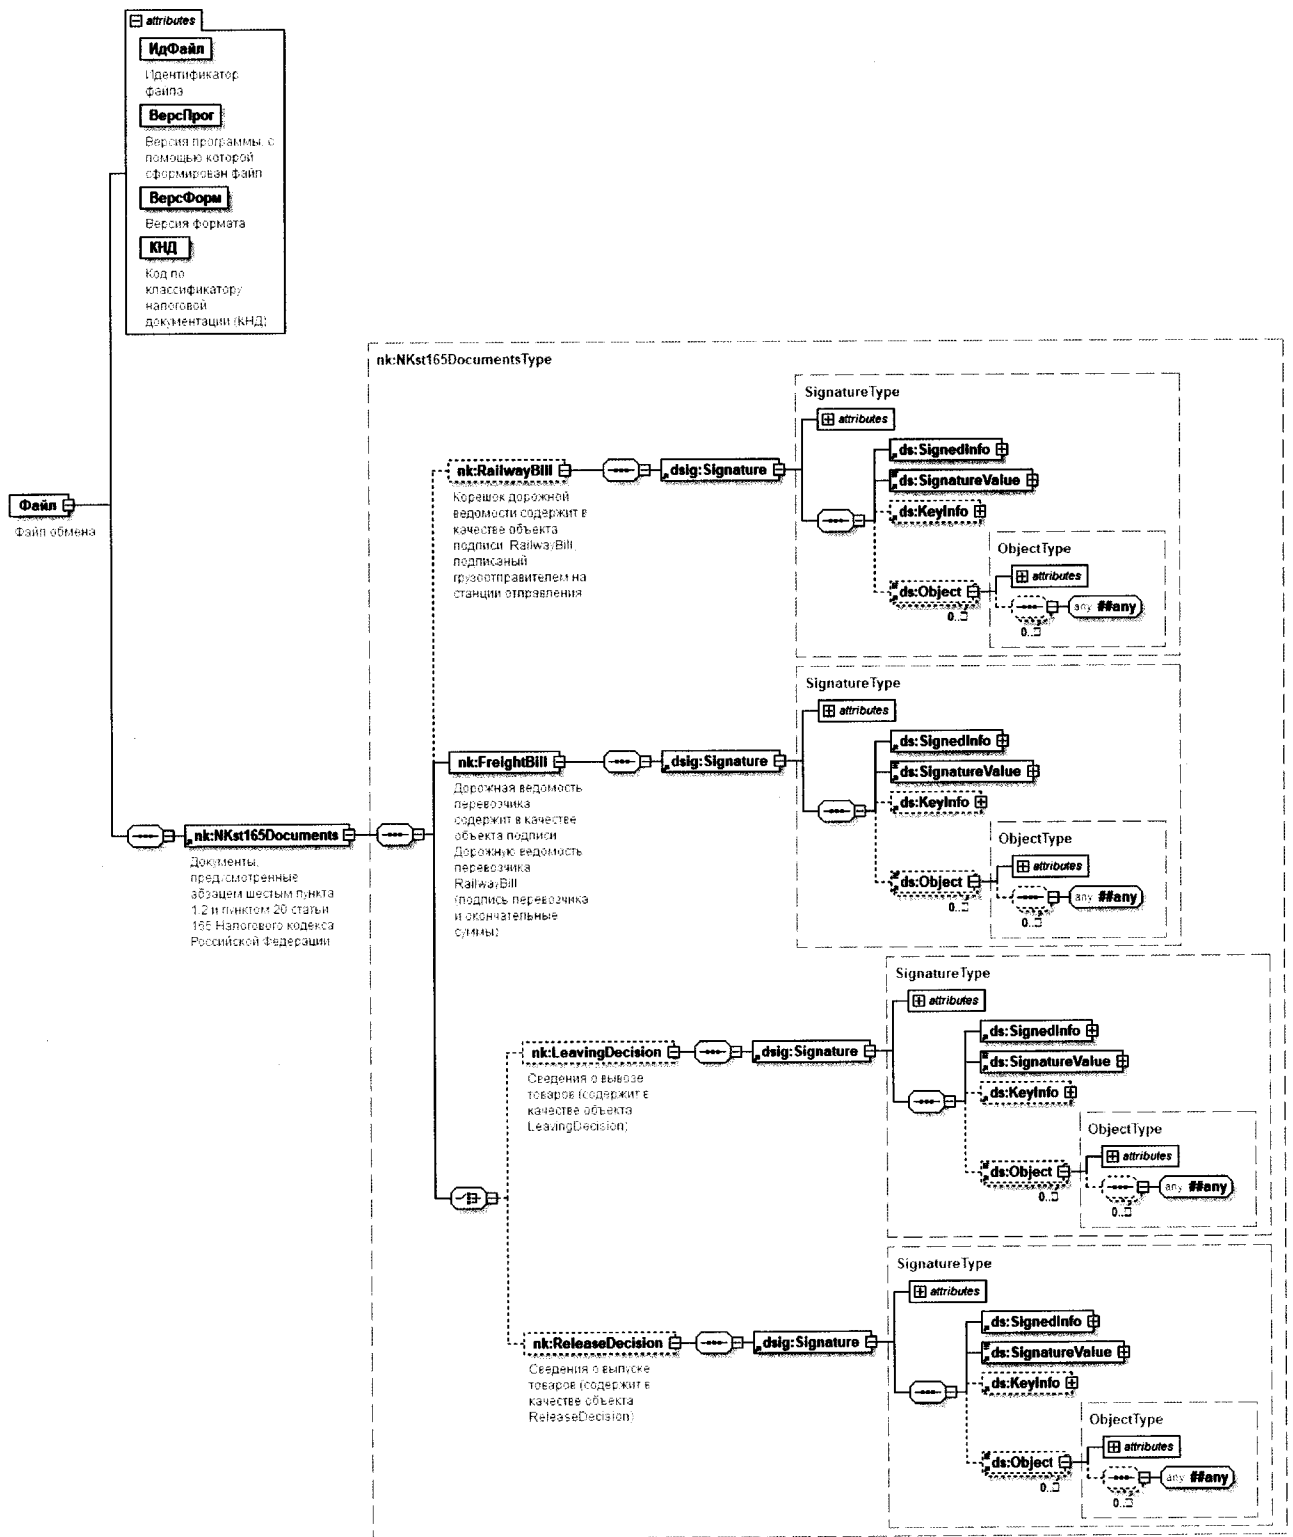 attributes
ИдФайл
Идентификатор
файла
ВерсПрог
Версия программы, с
помощью которой
сформирован файл
ВерсФорм
Версия формата
КНД
Код по
классификатору
налоговой
документации (КНД)
Файл
Файл обмена
nk:NKst165Documents
Документы,
предусмотренные
абзацем шестым пункта
1.2 и пунктом 20 статьи
165 Налогового кодекса
Российской Федерации
nk:NKst165DocumentsType
nk:RailwayBill
Корешок дорожной
ведомости содержит в
качестве объекта
подписи RailwayBill,
подписаный
грузоотправителем на
станции отправления
dsig:Signature
SignatureType
attributes
ds:SignedInfo
ds:SignatureValue
ds:KeyInfo
ds:Object
0..
ObjectType
attributes
any ##any
0..
nk:FreightBill
Дорожная ведомость
перевозчика
содержит в качестве
объекта подписи
Дорожную ведомость
перевозчика
RailwayBill
(подпись перевозчика
и окончательные
суммы)
dsig:Signature
SignatureType
attributes
ds:SignedInfo
ds:SignatureValue
ds:KeyInfo
ds:Object
0..
ObjectType
attributes
any ##any
0..
nk:LeavingDecision
Сведения о вывозе
товаров (содержит в
качестве объекта
LeavingDecision)
dsig:Signature
SignatureType
attributes
ds:SignedInfo
ds:SignatureValue
ds:KeyInfo
ds:Object
0..
ObjectType
attributes
any ##any
0..
nk:ReleaseDecision
Сведения о выпуске
товаров (содержит в
качестве объекта
ReleaseDecision)
dsig:Signature
SignatureType
attributes
ds:SignedInfo
ds:SignatureValue
ds:KeyInfo
ds:Object
0..
ObjectType
attributes
any ##any
0..